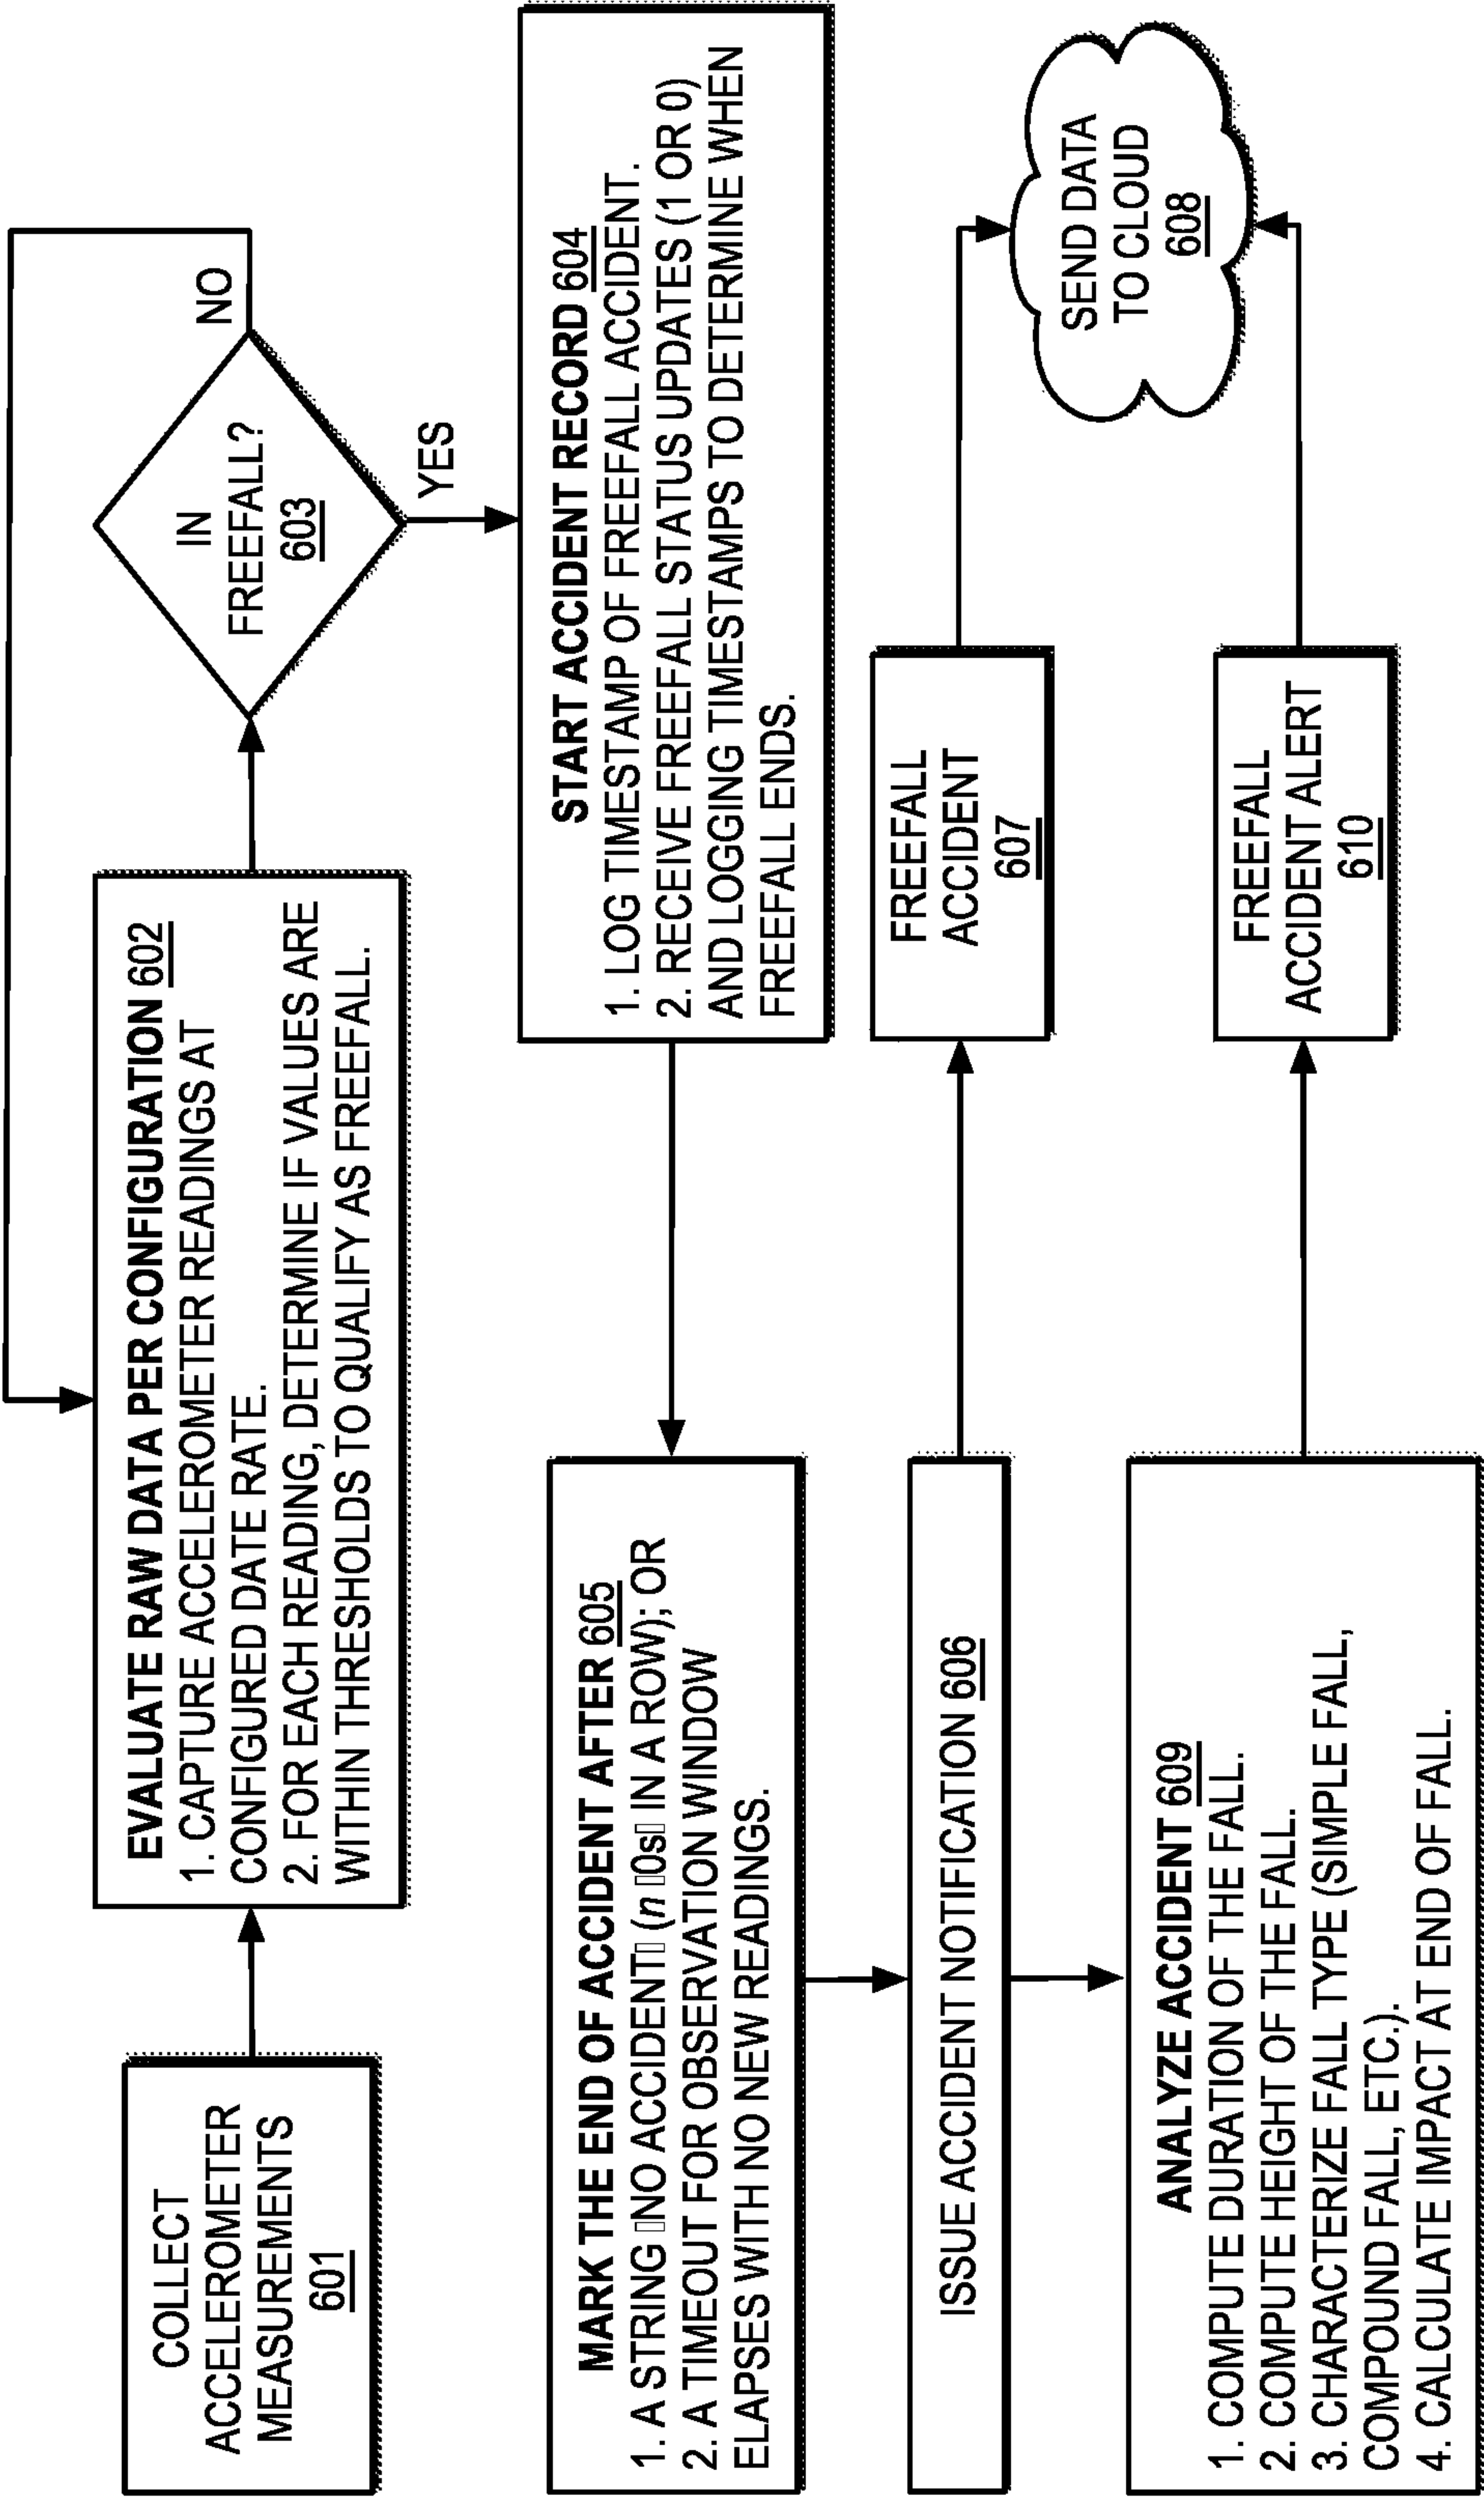 COLLECT
ACCELEROMETER
MEASUREMENTS
601
EVALUATE RAW DATA PER CONFIGURATION 602
1. CAPTURE ACCELEROMETER READINGS AT
CONFIGURED DATE RATE.
2. FOR EACH READING, DETERMINE IF VALUES ARE
WITHIN THRESHOLDS TO QUALIFY AS FREEFALL.
IN
FREEFALL?
603
NO
YES
START ACCIDENT RECORD 604
1. LOG TIMESTAMP OF FREEFALL ACCIDENT.
2. RECEIVE FREEFALL STATUS UPDATES (1 OR 0)
AND LOGGING TIMESTAMPS TO DETERMINE WHEN
FREEFALL ENDS.
MARK THE END OF ACCIDENT AFTER 605
1. A STRING □NO ACCIDENT□ (n □0s□ IN A ROW); OR
2. A TIMEOUT FOR OBSERVATION WINDOW
ELAPSES WITH NO NEW READINGS.
ISSUE ACCIDENT NOTIFICATION 606
FREEFALL
ACCIDENT
607
SEND DATA
TO CLOUD
608
ANALYZE ACCIDENT 609
1. COMPUTE DURATION OF THE FALL.
2. COMPUTE HEIGHT OF THE FALL.
3. CHARACTERIZE FALL TYPE (SIMPLE FALL,
COMPOUND FALL, ETC.).
4. CALCULATE IMPACT AT END OF FALL.
FREEFALL
ACCIDENT ALERT
610